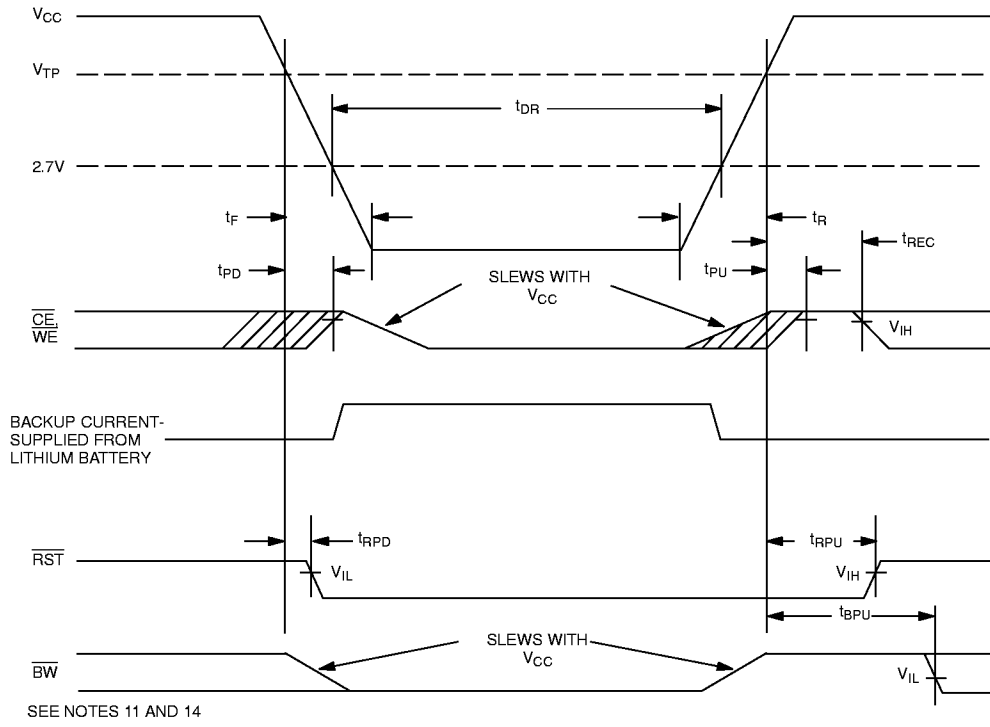 VCC
VTP
tDR
2.7V
tF
tR
tREC
tPD
tPU
SLEWS WITH
VCC
CE,
WE
VIH
BACKUP CURRENT-
SUPPLIED FROM
LITHIUM BATTERY
tRPD
tRPU
RST
VIL
VIH
tBPU
SLEWS WITH
VCC
BW
VIL
SEE NOTES 11 AND 14